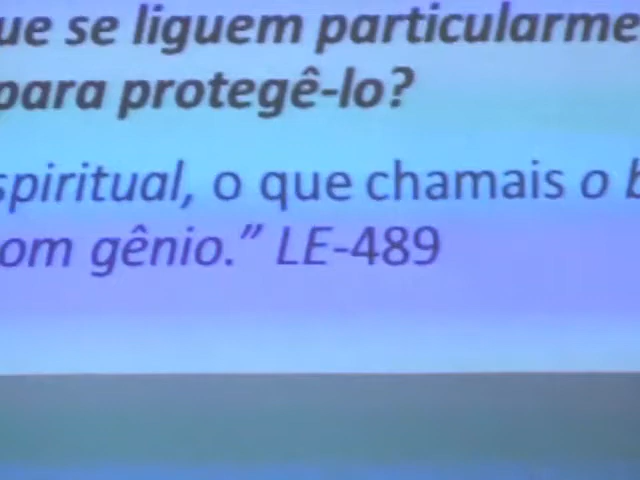 ue se liguem particularme
para protegê-lo?
spiritual, o que chamais o b
om gênio.” LE-489